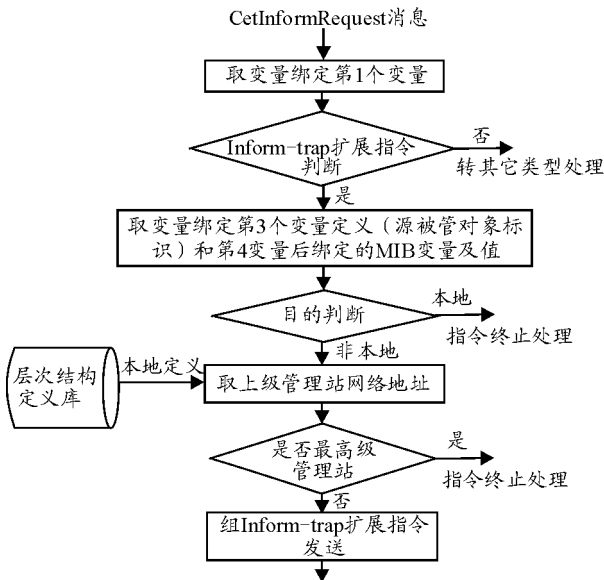 CetInformRequest消息
取变量绑定第1个变量
Inform-trap扩展指令
判断
否
转其它类型处理
是
取变量绑定第3个变量定义（源被管对象标
识）和第4变量后绑定的MIB变量及值
目的判断
本地
指令终止处理
非本地
层次结构
定义库
本地定义
取上级管理站网络地址
是否最高级
管理站
是
指令终止处理
否
组Inform-trap扩展指令
发送